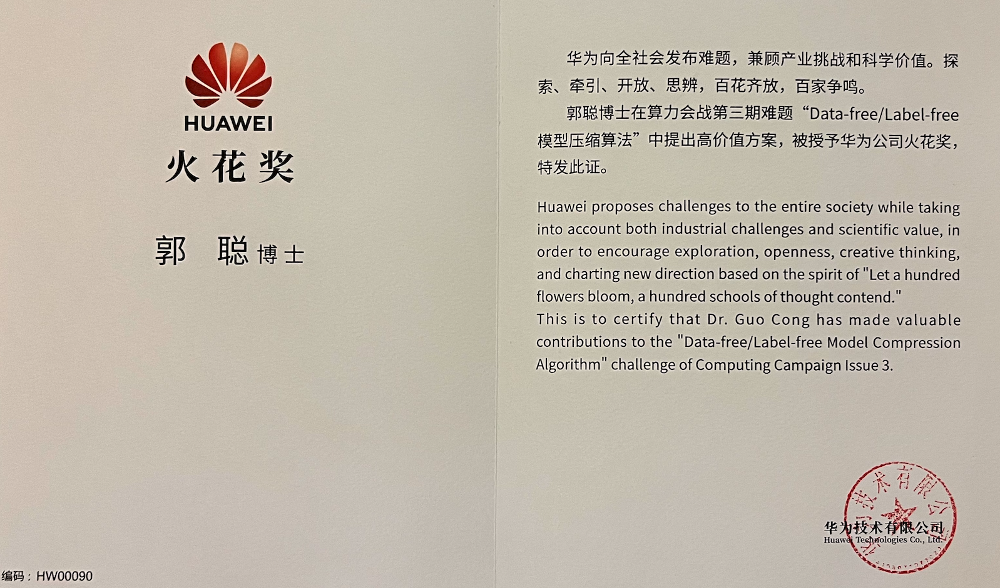 HUAWEI
火花奖
郭 聪 博士
编码：HW00090
华为向全社会发布难题，兼顾产业挑战和科学价值。探
索、牵引、开放、思辨，百花齐放，百家争鸣。
郭聪博士在算力会战第三期难题“Data-free/Label-free
模型压缩算法”中提出高价值方案，被授予华为公司火花奖，
特发此证。
Huawei proposes challenges to the entire society while taking
into account both industrial challenges and scientific value, in
order to encourage exploration, openness, creative thinking,
and charting new direction based on the spirit of "Let a hundred
flowers bloom, a hundred schools of thought contend."
This is to certify that Dr. Guo Cong has made valuable
contributions to the "Data-free/Label-free Model Compression
Algorithm" challenge of Computing Campaign Issue 3.
华为技术有限公司
Huawei Technologies Co., Ltd.
华为技术有限公司